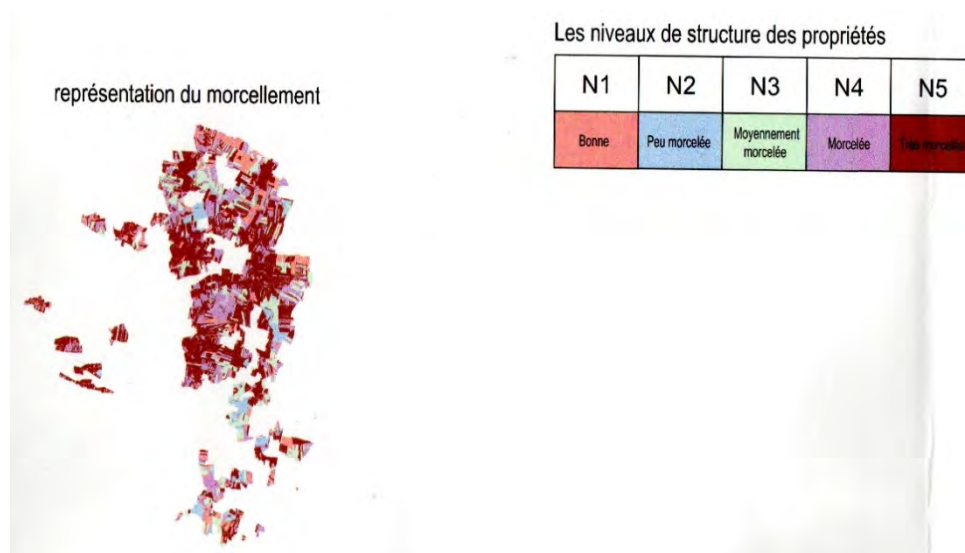 Les niveaux de structure des propriétés
représentation du morcellement
N1 N2 N3 N4 N5
Bonne
Peu morcelée
Moyennement
morcelée
Morcelée
Très